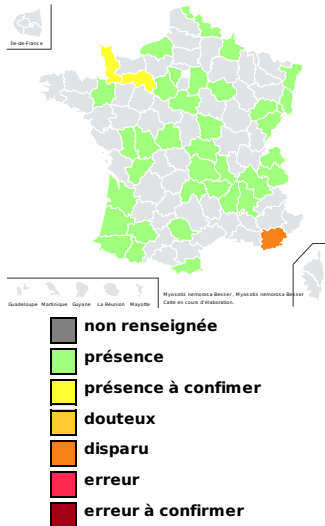 Île-de-France
Guadeloupe Martinique Guyane La Réunion Mayotte
Myosotis nemorosa Besser, Myosotis nemorosa Besser
Carte en cours d'élaboration.
non renseignée
présence
présence à confimer
douteux
disparu
erreur
erreur à confirmer